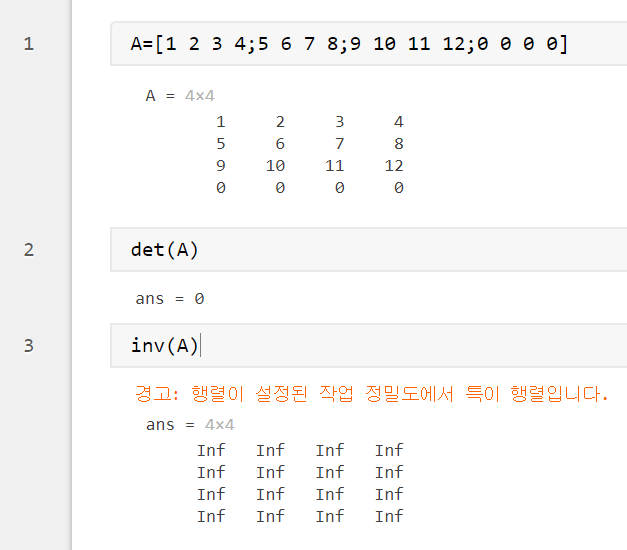 1 A=[1 2 3 4;5 6 7 8;9 10 11 12;0 0 0 0]
A = 4×4
1 2 3 4
5 6 7 8
9 10 11 12
0 0 0 0
2 det(A)
ans = 0
3 inv(A)
경고: 행렬이 설정된 작업 정밀도에서 특이 행렬입니다.
ans = 4×4
Inf Inf Inf Inf
Inf Inf Inf Inf
Inf Inf Inf Inf
Inf Inf Inf Inf